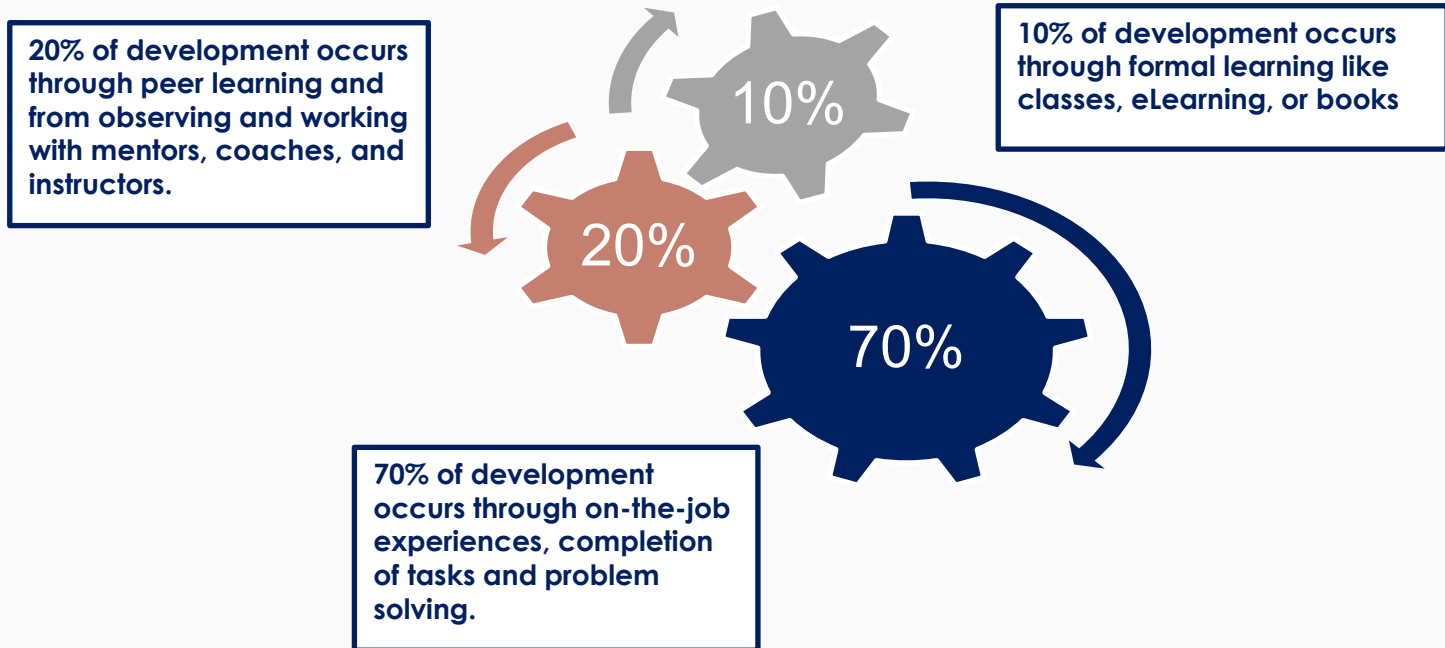 20% of development occurs
through peer learning and
from observing and working
with mentors, coaches, and
instructors.
10%
10% of development occurs
through formal learning like
classes, eLearning, or books
20%
70%
70% of development
occurs through on-the-job
experiences, completion
of tasks and problem
solving.